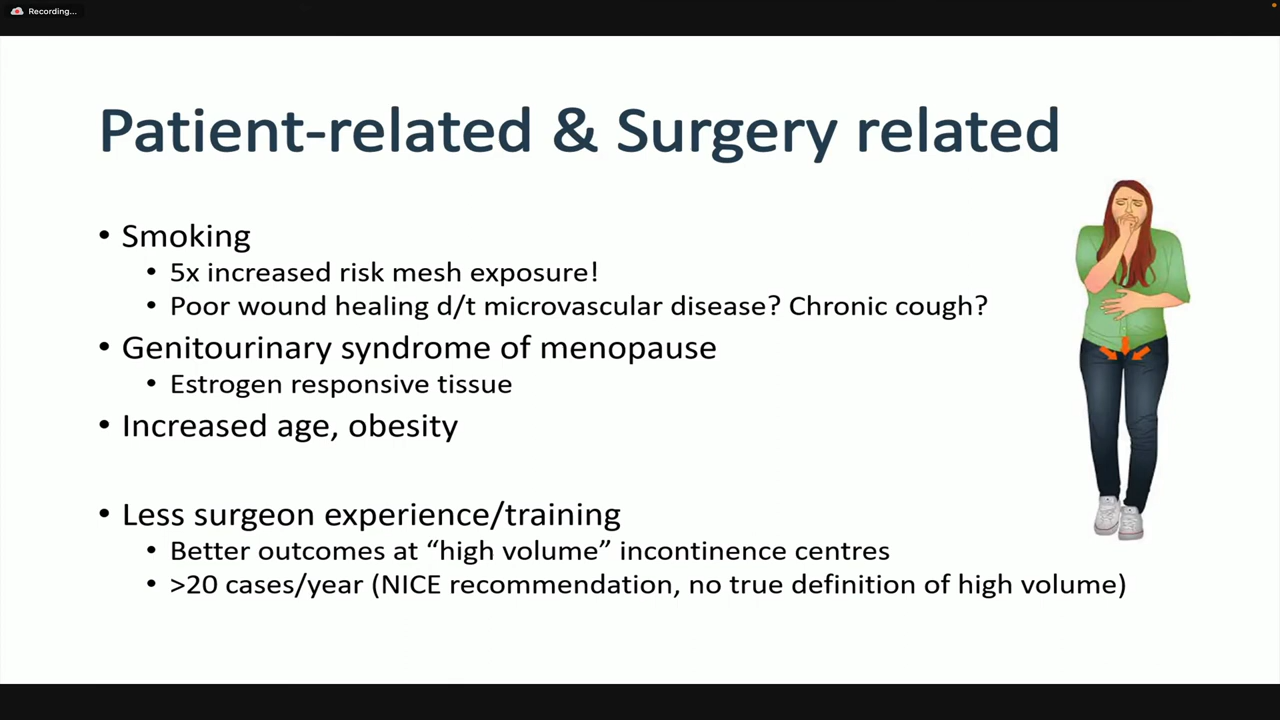 Recording...
Patient-related & Surgery related
• Smoking
• 5x increased risk mesh exposure!
• Poor wound healing d/t microvascular disease? Chronic cough?
• Genitourinary syndrome of menopause
• Estrogen responsive tissue
• Increased age, obesity
• Less surgeon experience/training
• Better outcomes at “high volume” incontinence centres
• >20 cases/year (NICE recommendation, no true definition of high volume)